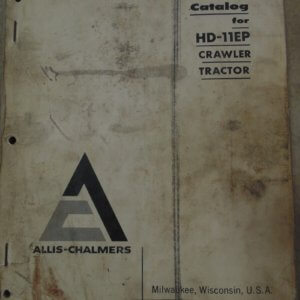 Catalog
for
HD-11EP
CRAWLER
TRACTOR
ALLIS-CHALMERS
Milwaukee, Wisconsin, U.S.A.